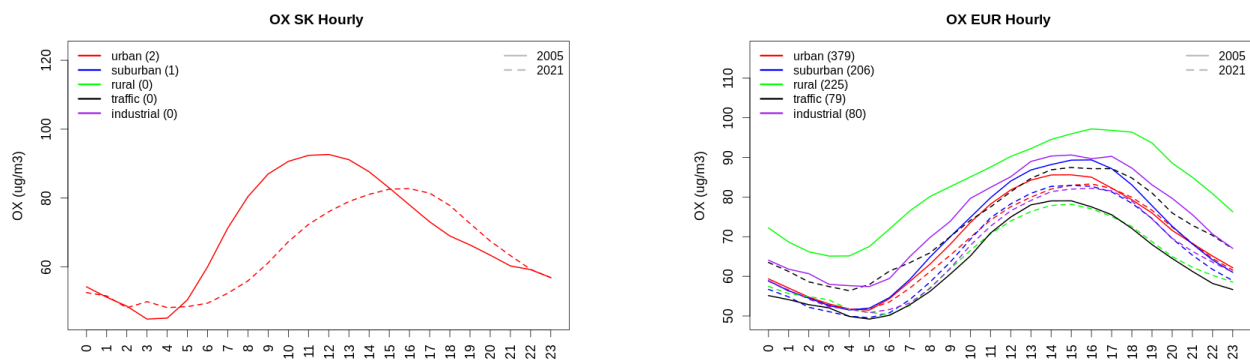 OX SK Hourly
OX (ug/m3)
120
100
80
60
urban (2)
suburban (1)
rural (0)
traffic (0)
industrial (0)
2005
2021
0 1 2 3 4 5 6 7 8 9 10 11 12 13 14 15 16 17 18 19 20 21 22 23
OX EUR Hourly
OX (ug/m3)
110
100
90
80
70
60
50
urban (379)
suburban (206)
rural (225)
traffic (79)
industrial (80)
2005
2021
0 1 2 3 4 5 6 7 8 9 10 11 12 13 14 15 16 17 18 19 20 21 22 23